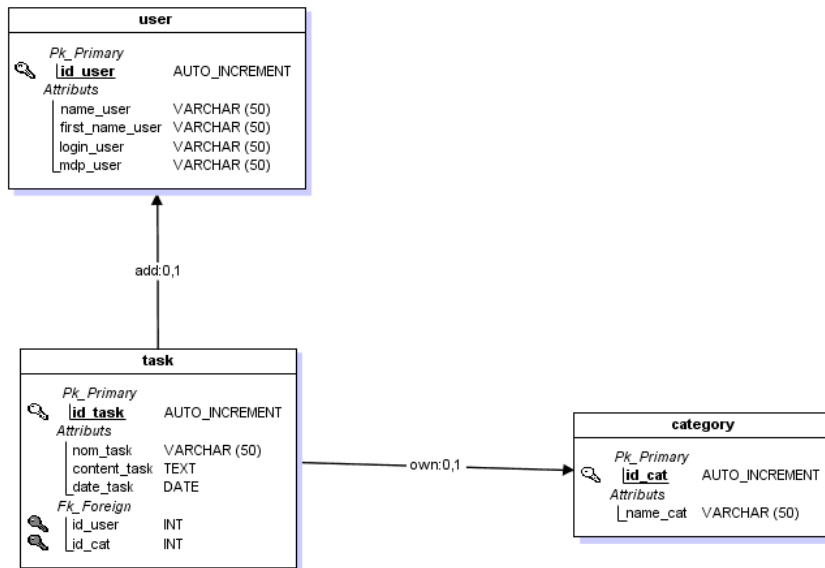 user
Pk_Primary
id_user AUTO_INCREMENT
Attributs
name_user VARCHAR (50)
first_name_user VARCHAR (50)
login_user VARCHAR (50)
mdp_user VARCHAR (50)
add:0,1
task
Pk_Primary
id_task AUTO_INCREMENT
Attributs
nom_task VARCHAR (50)
content_task TEXT
date_task DATE
Fk_Foreign
id_user INT
id_cat INT
own:0,1
category
Pk_Primary
id_cat AUTO_INCREMENT
Attributs
name_cat VARCHAR (50)